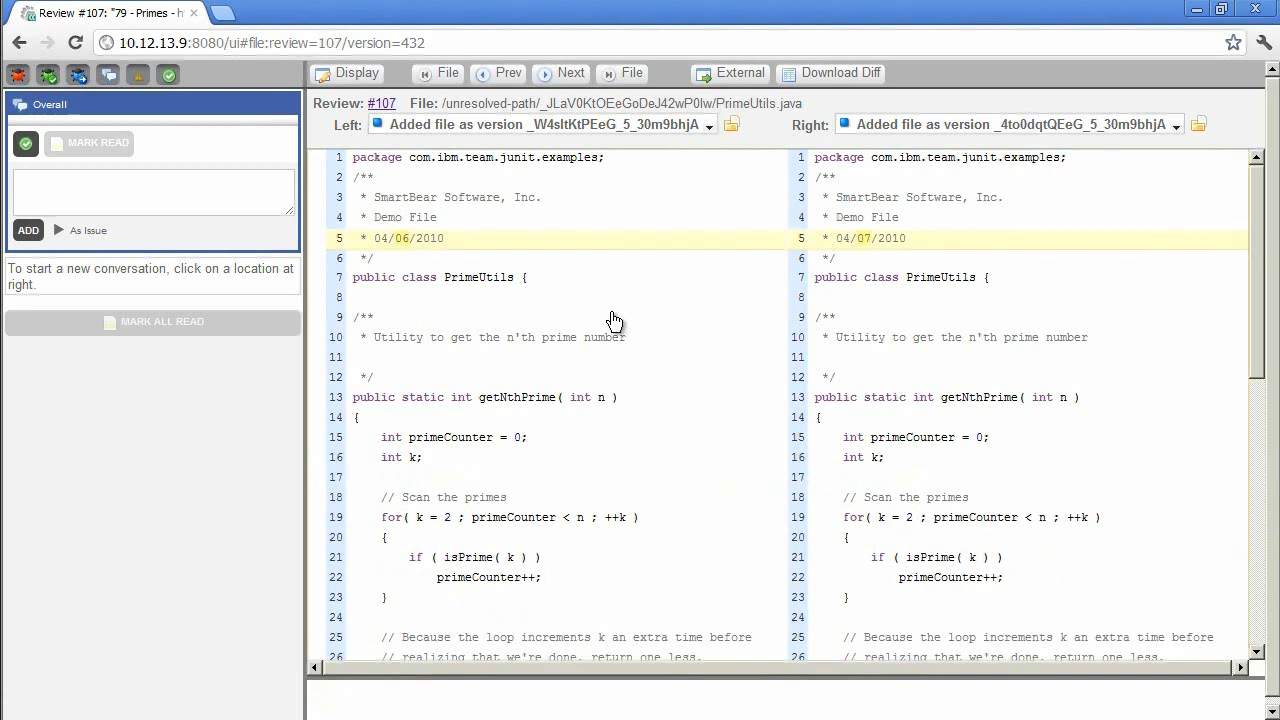 Review #107: "79 - Primes - h
10.12.13.9:8080/ui#file:review=107/version=432
Display File Prev Next File External Download Diff
Overall
MARK READ
ADD As Issue
To start a new conversation, click on a location at
right.
MARK ALL READ
Review: #107 File: /unresolved-path/_JLaV0KtOEeGoDeJ42wP0lw/PrimeUtils.java
Left: Added file as version _W4sItKtPEeG_5_30m9bhjA Right: Added file as version _4to0dqtQEeG_5_30m9bhjA
1 package com.ibm.team.junit.examples; 1 package com.ibm.team.junit.examples;
2 /** 2 /**
3 * SmartBear Software, Inc. 3 * SmartBear Software, Inc.
4 * Demo File 4 * Demo File
5 * 04/06/2010 5 * 04/07/2010
6 */ 6 */
7 public class PrimeUtils { 7 public class PrimeUtils {
8 8
9 /** 9 /**
10 * Utility to get the n'th prime number 10 * Utility to get the n'th prime number
11 11
12 */ 12 */
13 public static int getNthPrime( int n ) 13 public static int getNthPrime( int n )
14 { 14 {
15 int primeCounter = 0; 15 int primeCounter = 0;
16 int k; 16 int k;
17 17
18 // Scan the primes 18 // Scan the primes
19 for( k = 2 ; primeCounter < n ; ++k ) 19 for( k = 2 ; primeCounter < n ; ++k )
20 { 20 {
21 if ( isPrime( k ) ) 21 if ( isPrime( k ) )
22 primeCounter++; 22 primeCounter++;
23 } 23 }
24 24
25 // Because the loop increments k an extra time before 25 // Because the loop increments k an extra time before
26 // realizing that we're done, return one less. 26 // realizing that we're done, return one less.